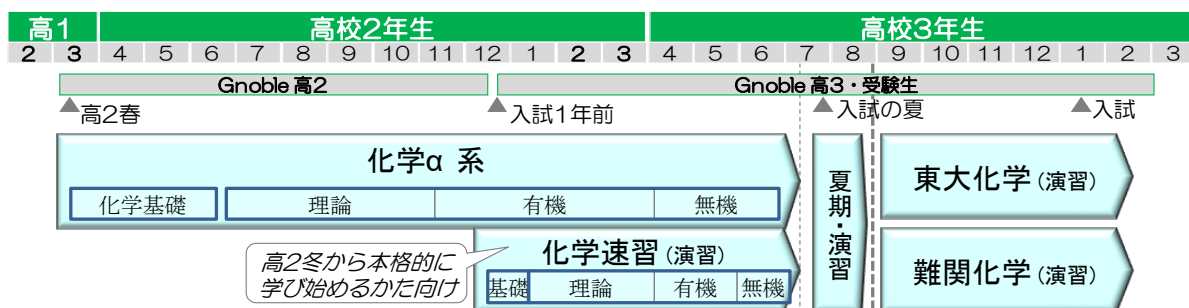 高1 高校2年生 高校3年生
2 3 4 5 6 7 8 9 10 11 12 1 2 3 4 5 6 7 8 9 10 11 12 1 2 3
Gnoble 高2 Gnoble 高3・受験生
▲高2春 ▲入試1年前 ▲入試の夏 ▲入試
化学α 系
化学基礎 理論 有機 無機
夏期・演習
東大化学(演習)
化学速習(演習)
高2冬から本格的に
学び始めるかた向け
基礎 理論 有機 無機
難関化学(演習)